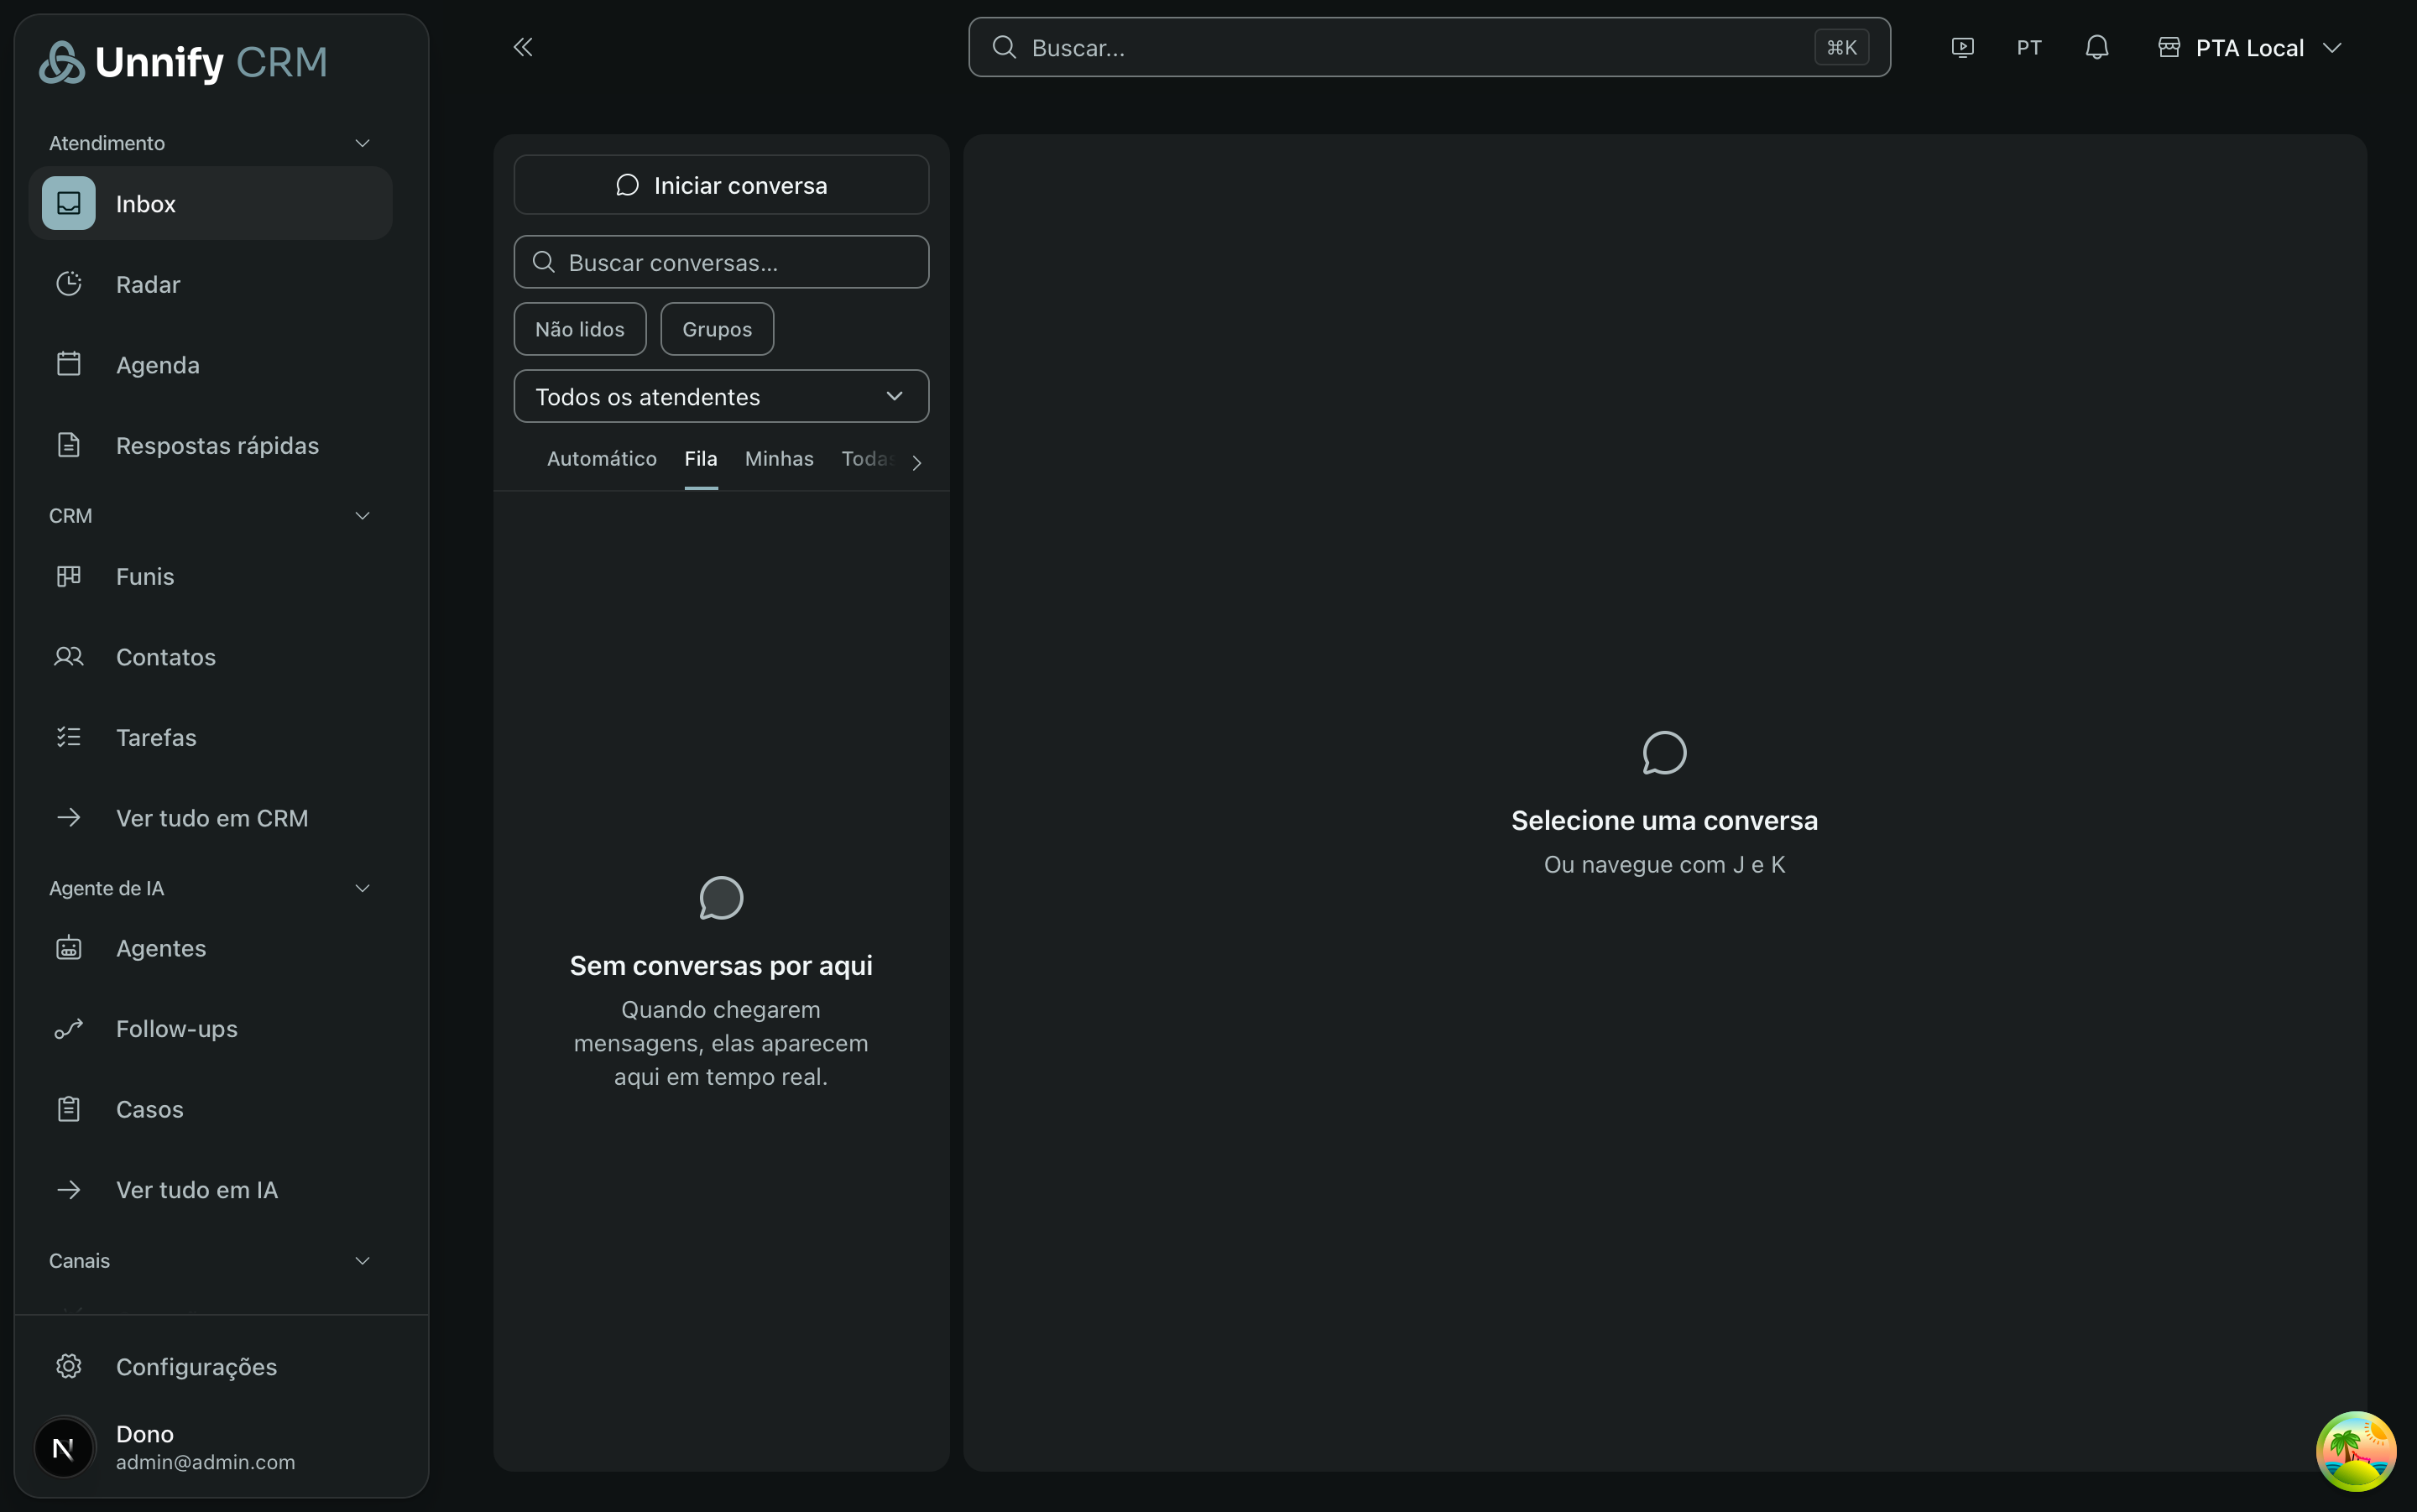 Unnify CRM
Buscar...
⌘K
PT
PTA Local
Atendimento
Inbox
Radar
Agenda
Respostas rápidas
CRM
Funis
Contatos
Tarefas
Ver tudo em CRM
Agente de IA
Agentes
Follow-ups
Casos
Ver tudo em IA
Canais
Configurações
N
Dono
admin@admin.com
Iniciar conversa
Buscar conversas...
Não lidos
Grupos
Todos os atendentes
Automático Fila Minhas Todas
Sem conversas por aqui
Quando chegarem
mensagens, elas aparecem
aqui em tempo real.
Selecione uma conversa
Ou navegue com J e K